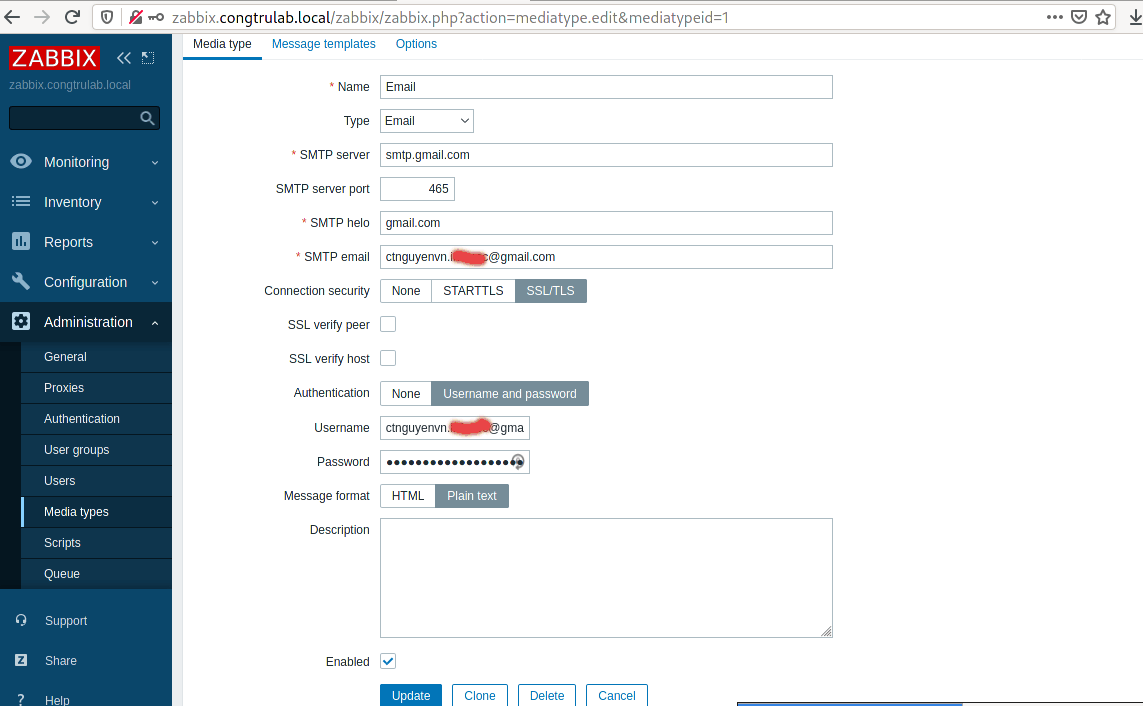 zabbix.congtrulab.local/zabbix/zabbix.php?action=mediatype.edit&mediatypeid=1
ZABBIX
zabbix.congtrulab.local
Monitoring
Inventory
Reports
Configuration
Administration
General
Proxies
Authentication
User groups
Users
Media types
Scripts
Queue
Support
Z Share
? Help
Media type Message templates Options
* Name Email
Type Email
* SMTP server smtp.gmail.com
SMTP server port 465
* SMTP helo gmail.com
* SMTP email ctnguyenvn. @gmail.com
Connection security None STARTTLS SSL/TLS
SSL verify peer
SSL verify host
Authentication None Username and password
Username ctnguyenvn. @gma
Password ●●●●●●●●●●●●●●●●●●●
Message format HTML Plain text
Description
Enabled
Update Clone Delete Cancel